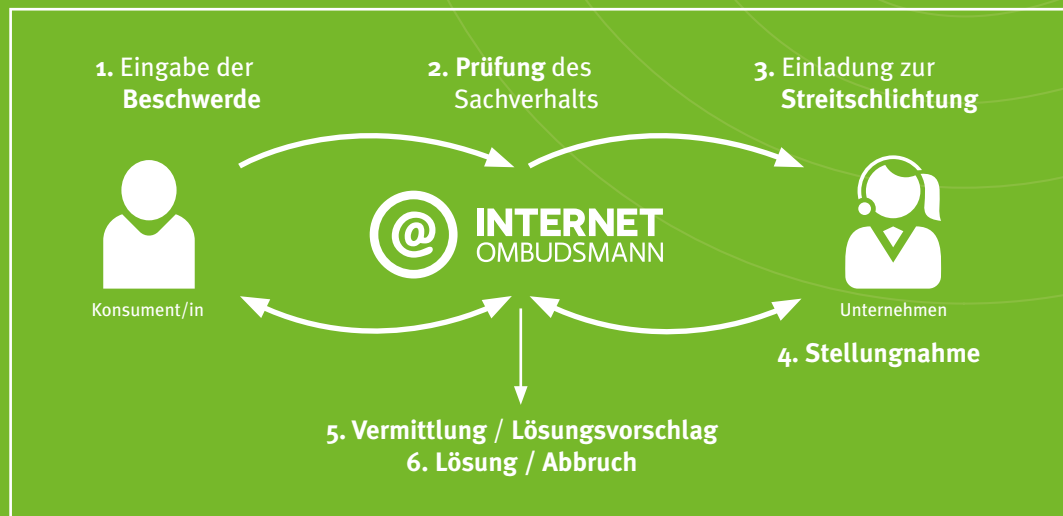 1. Eingabe der
Beschwerde
2. Prüfung des
Sachverhalts
3. Einladung zur
Streitschlichtung
@ INTERNET
OMBUDSMANN
Konsument/in
Unternehmen
4. Stellungnahme
5. Vermittlung / Lösungsvorschlag
6. Lösung / Abbruch